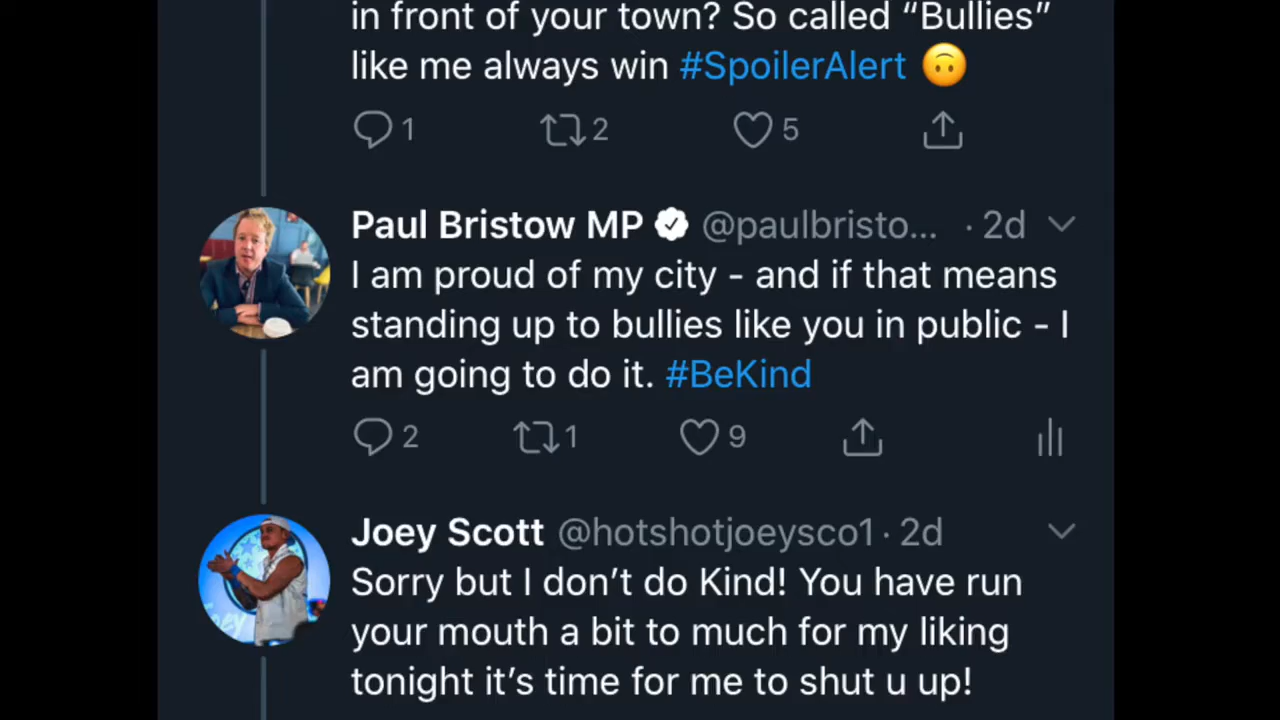 in front of your town? So called “Bullies”
like me always win #SpoilerAlert 🙃
1 2 5
Paul Bristow MP @paulbristo... · 2d
I am proud of my city - and if that means
standing up to bullies like you in public - I
am going to do it. #BeKind
2 1 9
Joey Scott @hotshotjoeysco1 · 2d
Sorry but I don’t do Kind! You have run
your mouth a bit to much for my liking
tonight it’s time for me to shut u up!